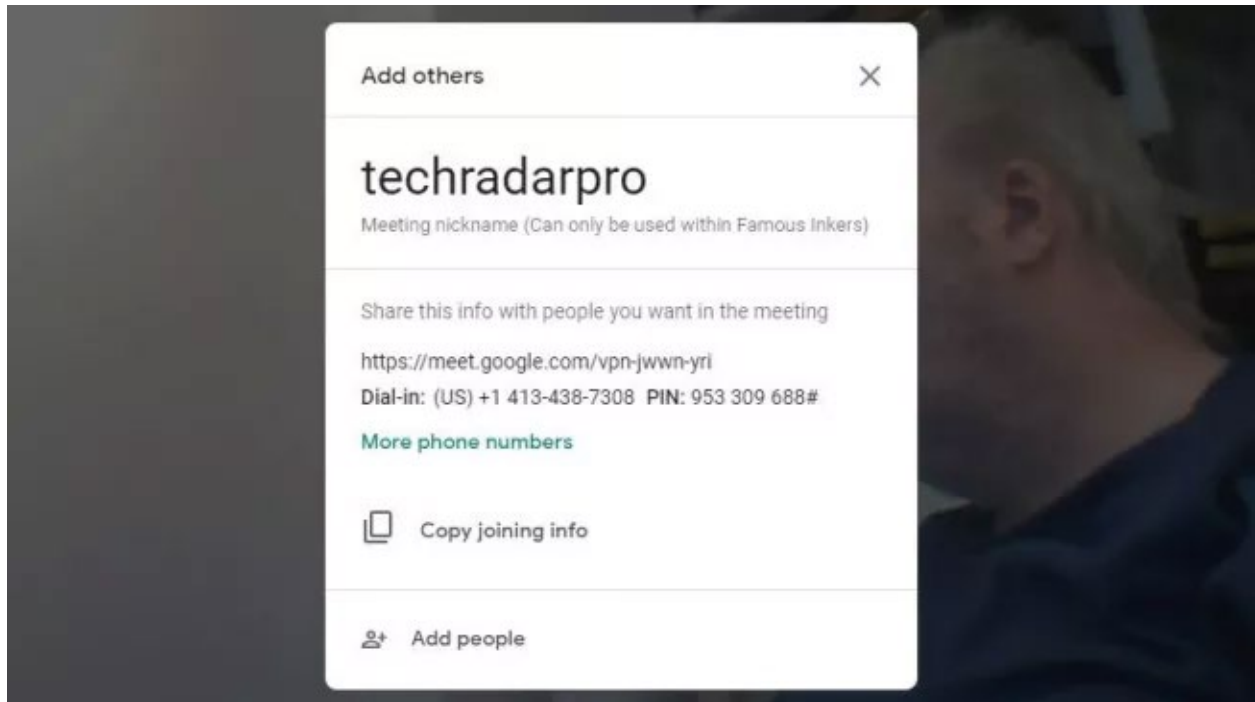 Add others
techradarpro
Meeting nickname (Can only be used within Famous Inkers)
Share this info with people you want in the meeting
https://meet.google.com/vpn-jwwn-yri
Dial-in: (US) +1 413-438-7308 PIN: 953 309 688#
More phone numbers
Copy joining info
Add people